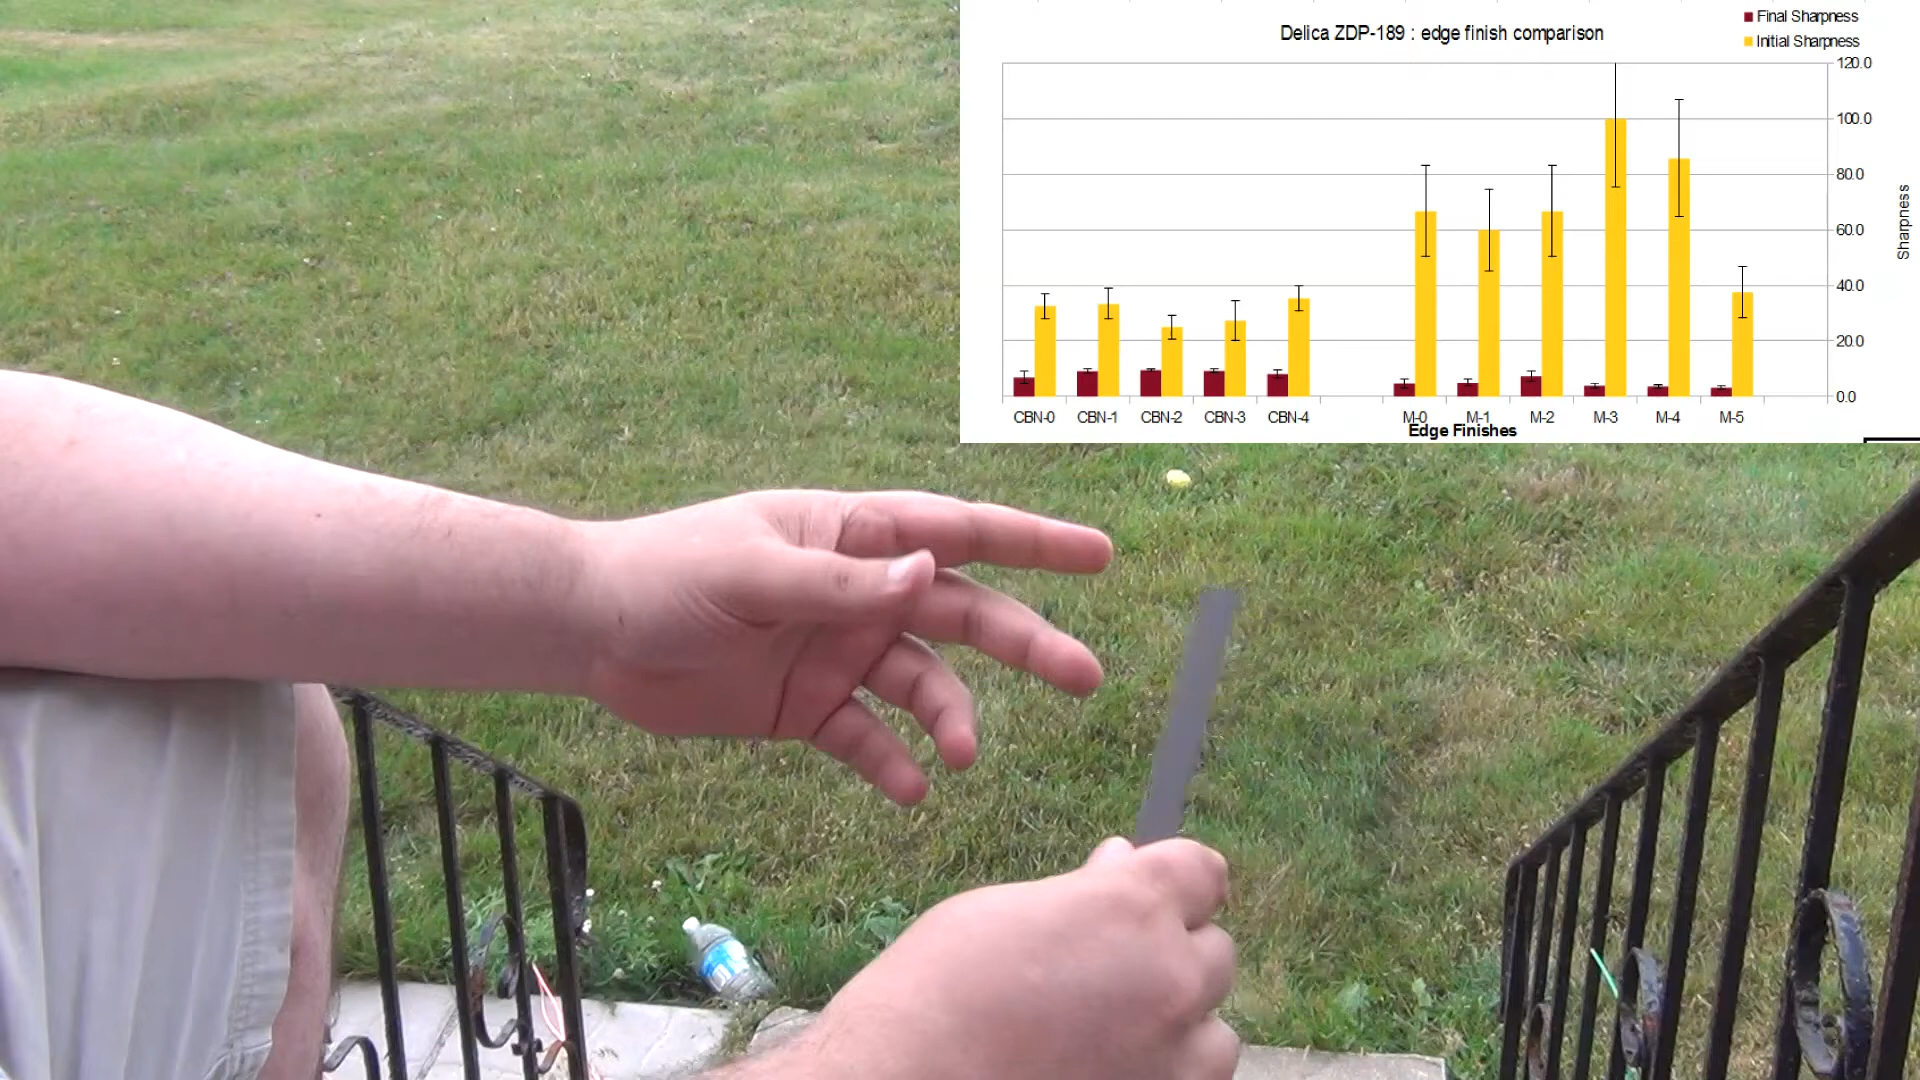 Delica ZDP-189 : edge finish comparison
Final Sharpness
Initial Sharpness
120.0
100.0
80.0
60.0
40.0
20.0
0.0
Sharpness
CBN-0 CBN-1 CBN-2 CBN-3 CBN-4 M-0 M-1 M-2 M-3 M-4 M-5
Edge Finishes